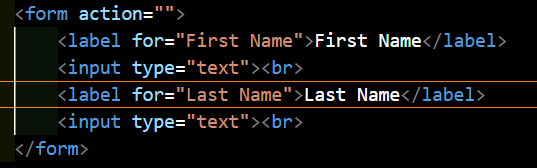 <form action="">
<label for="First Name">First Name</label>
<input type="text"><br>
<label for="Last Name">Last Name</label>
<input type="text"><br>
</form>